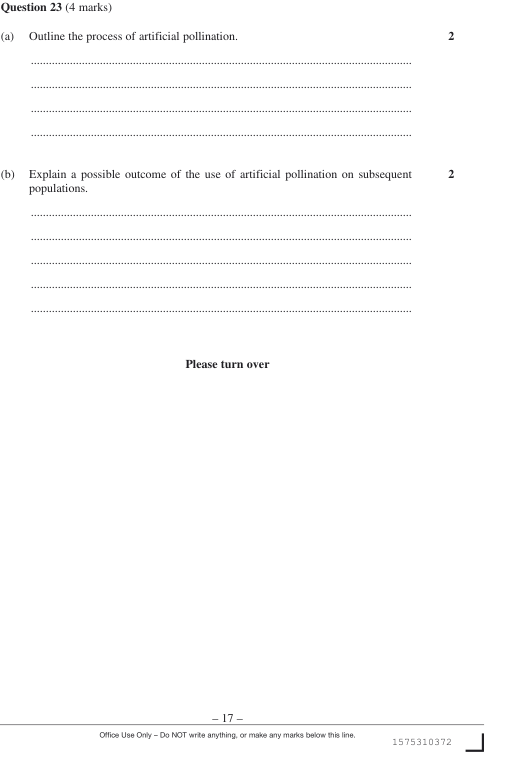 Question 23 (4 marks)
(a) Outline the process of artificial pollination. 2
................................................................................................................................
................................................................................................................................
................................................................................................................................
................................................................................................................................
(b) Explain a possible outcome of the use of artificial pollination on subsequent 2
populations.
................................................................................................................................
................................................................................................................................
................................................................................................................................
................................................................................................................................
................................................................................................................................
Please turn over
– 17 –
Office Use Only – Do NOT write anything, or make any marks below this line.
1575310372